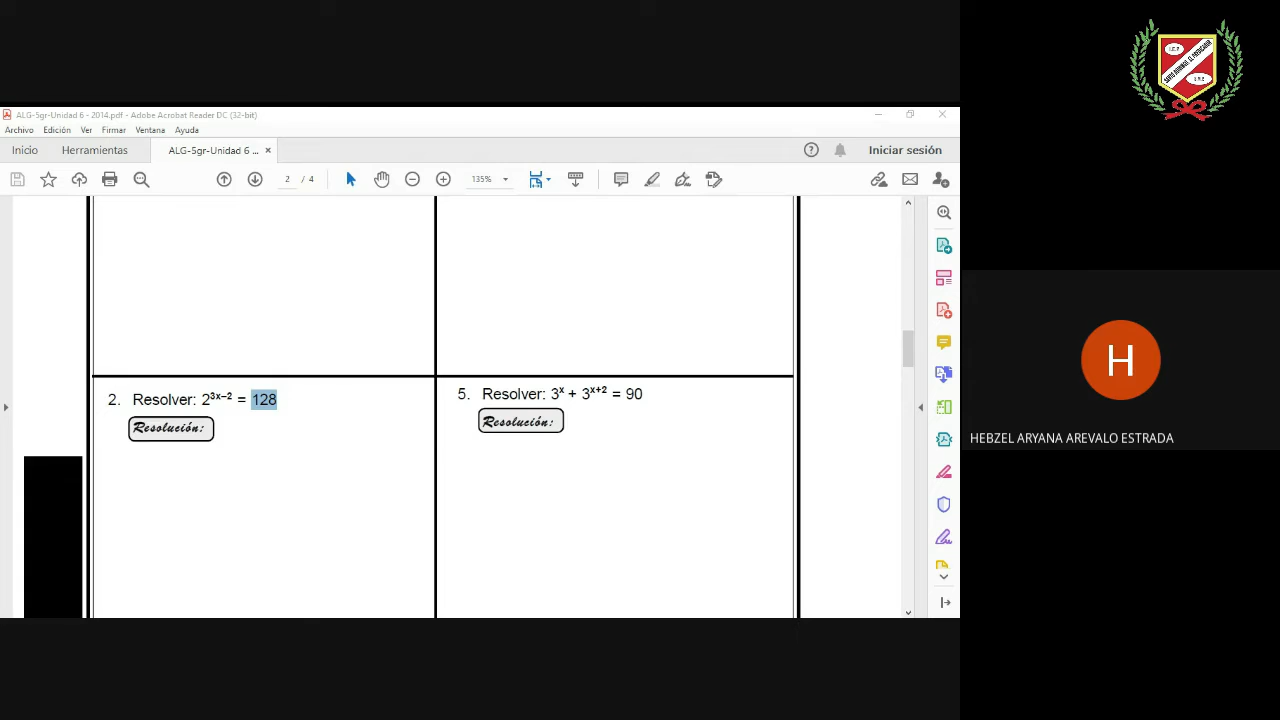 ALG-5gr-Unidad 6 - 2014.pdf - Adobe Acrobat Reader DC (32-bit)
Archivo Edición Ver Firmar Ventana Ayuda
Inicio Herramientas ALG-5gr-Unidad 6 ... × Iniciar sesión
2 / 4 135%
2. Resolver: 2³ˣ⁻² = 128
Resolución:
5. Resolver: 3ˣ + 3ˣ⁺² = 90
Resolución:
H
HEBZEL ARYANA AREVALO ESTRADA